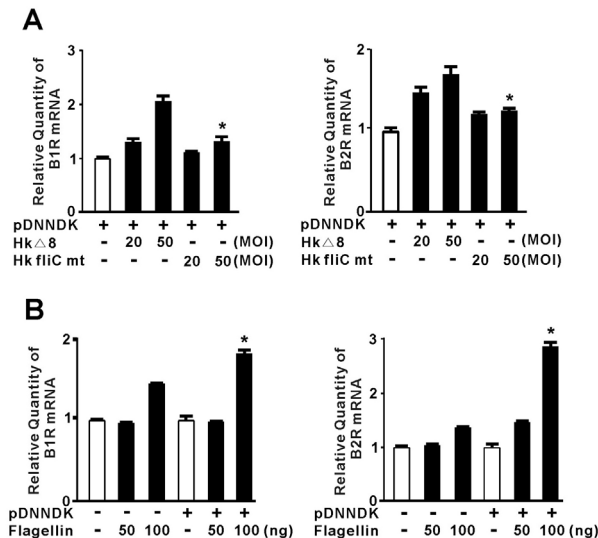 A
Relative Quantity of B1R mRNA
3
2
1
0
*
pDNNDK + + + + +
Hk△8 - 20 50 - - (MOI)
Hk fliC mt - - - 20 50 (MOI)
Relative Quantity of B2R mRNA
2
1
0
*
pDNNDK + + + + +
Hk△8 - 20 50 - - (MOI)
Hk fliC mt - - - 20 50 (MOI)
B
Relative Quantity of B1R mRNA
2
1
0
*
pDNNDK - - - + + +
Flagellin - 50 100 - 50 100 (ng)
Relative Quantity of B2R mRNA
3
2
1
0
*
pDNNDK - - - + + +
Flagellin - 50 100 - 50 100 (ng)